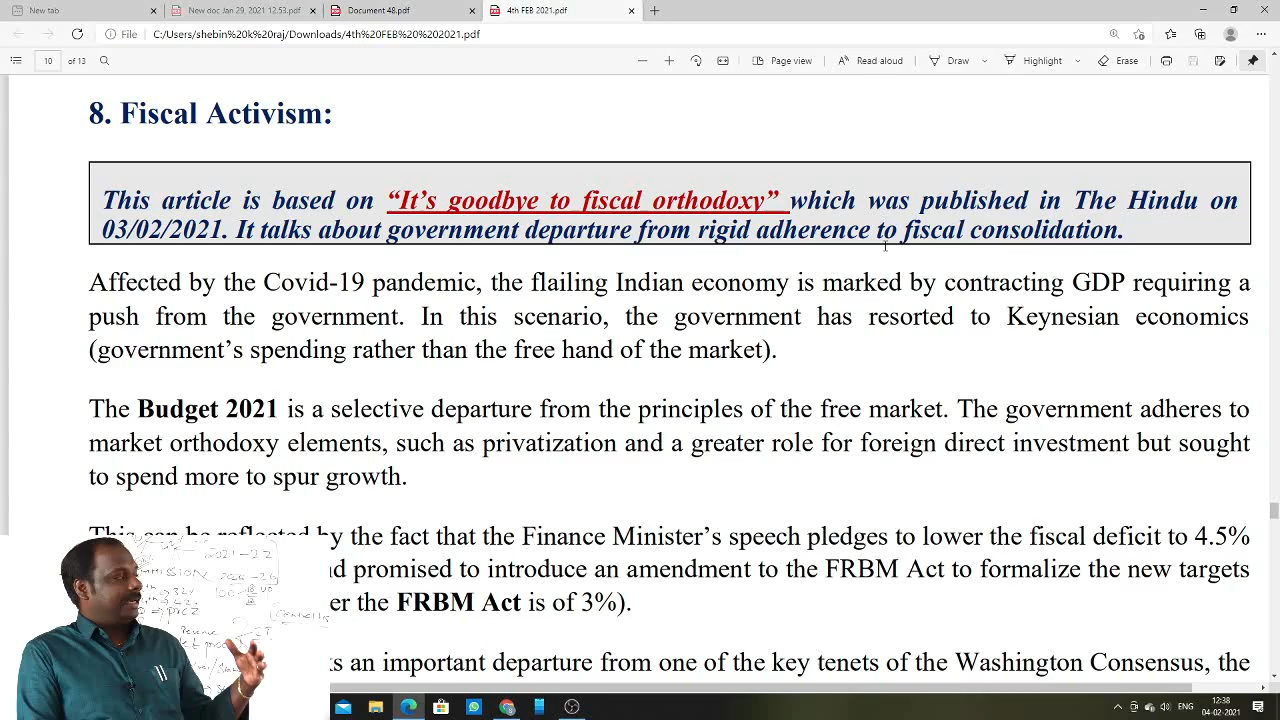 New tab
New doc Jan 29, 2021 12.53.pdf
Document 48.pdf
4th FEB 2021.pdf
File
C:/Users/shebin%20k%20raj/Downloads/4th%20FEB%20%202021.pdf
10 of 13
Page view
Read aloud
Draw
Highlight
Erase
8. Fiscal Activism:
This article is based on “It’s goodbye to fiscal orthodoxy” which was published in The Hindu on
03/02/2021. It talks about government departure from rigid adherence to fiscal consolidation.
Affected by the Covid-19 pandemic, the flailing Indian economy is marked by contracting GDP requiring a
push from the government. In this scenario, the government has resorted to Keynesian economics
(government’s spending rather than the free hand of the market).
The Budget 2021 is a selective departure from the principles of the free market. The government adheres to
market orthodoxy elements, such as privatization and a greater role for foreign direct investment but sought
to spend more to spur growth.
This can be reflected by the fact that the Finance Minister’s speech pledges to lower the fiscal deficit to 4.5%
promised to introduce an amendment to the FRBM Act to formalize the new targets
the FRBM Act is of 3%).
an important departure from one of the key tenets of the Washington Consensus, the
2021-22
Revenue
ENG
12:38
04-02-2021